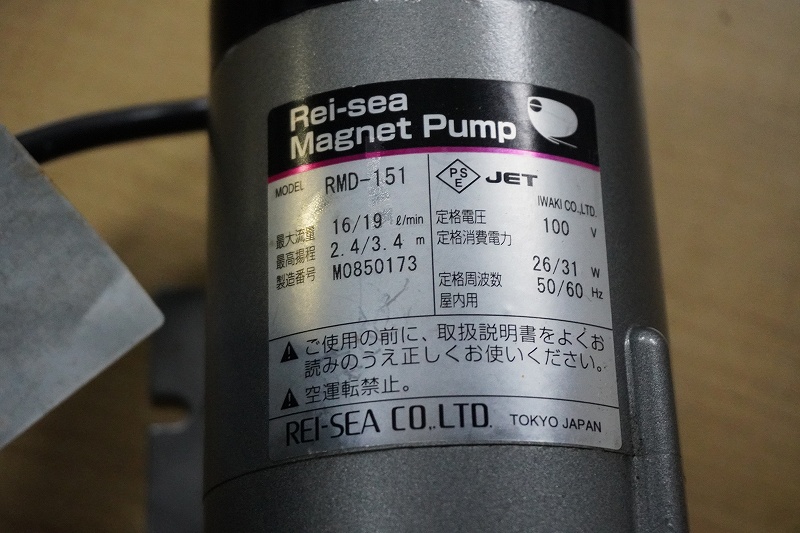 Rei-sea
Magnet Pump
MODEL RMD-151
最大流量 16/19 ℓ/min
最高揚程 2.4/3.4 m
製造番号 M0850173
PSE JET
IWAKI CO.,LTD.
定格電圧 100 V
定格消費電力
26/31 W
定格周波数 50/60 Hz
屋内用
ご使用の前に、取扱説明書をよくお
読みのうえ正しくお使いください。
空運転禁止。
REI-SEA CO.,LTD. TOKYO JAPAN